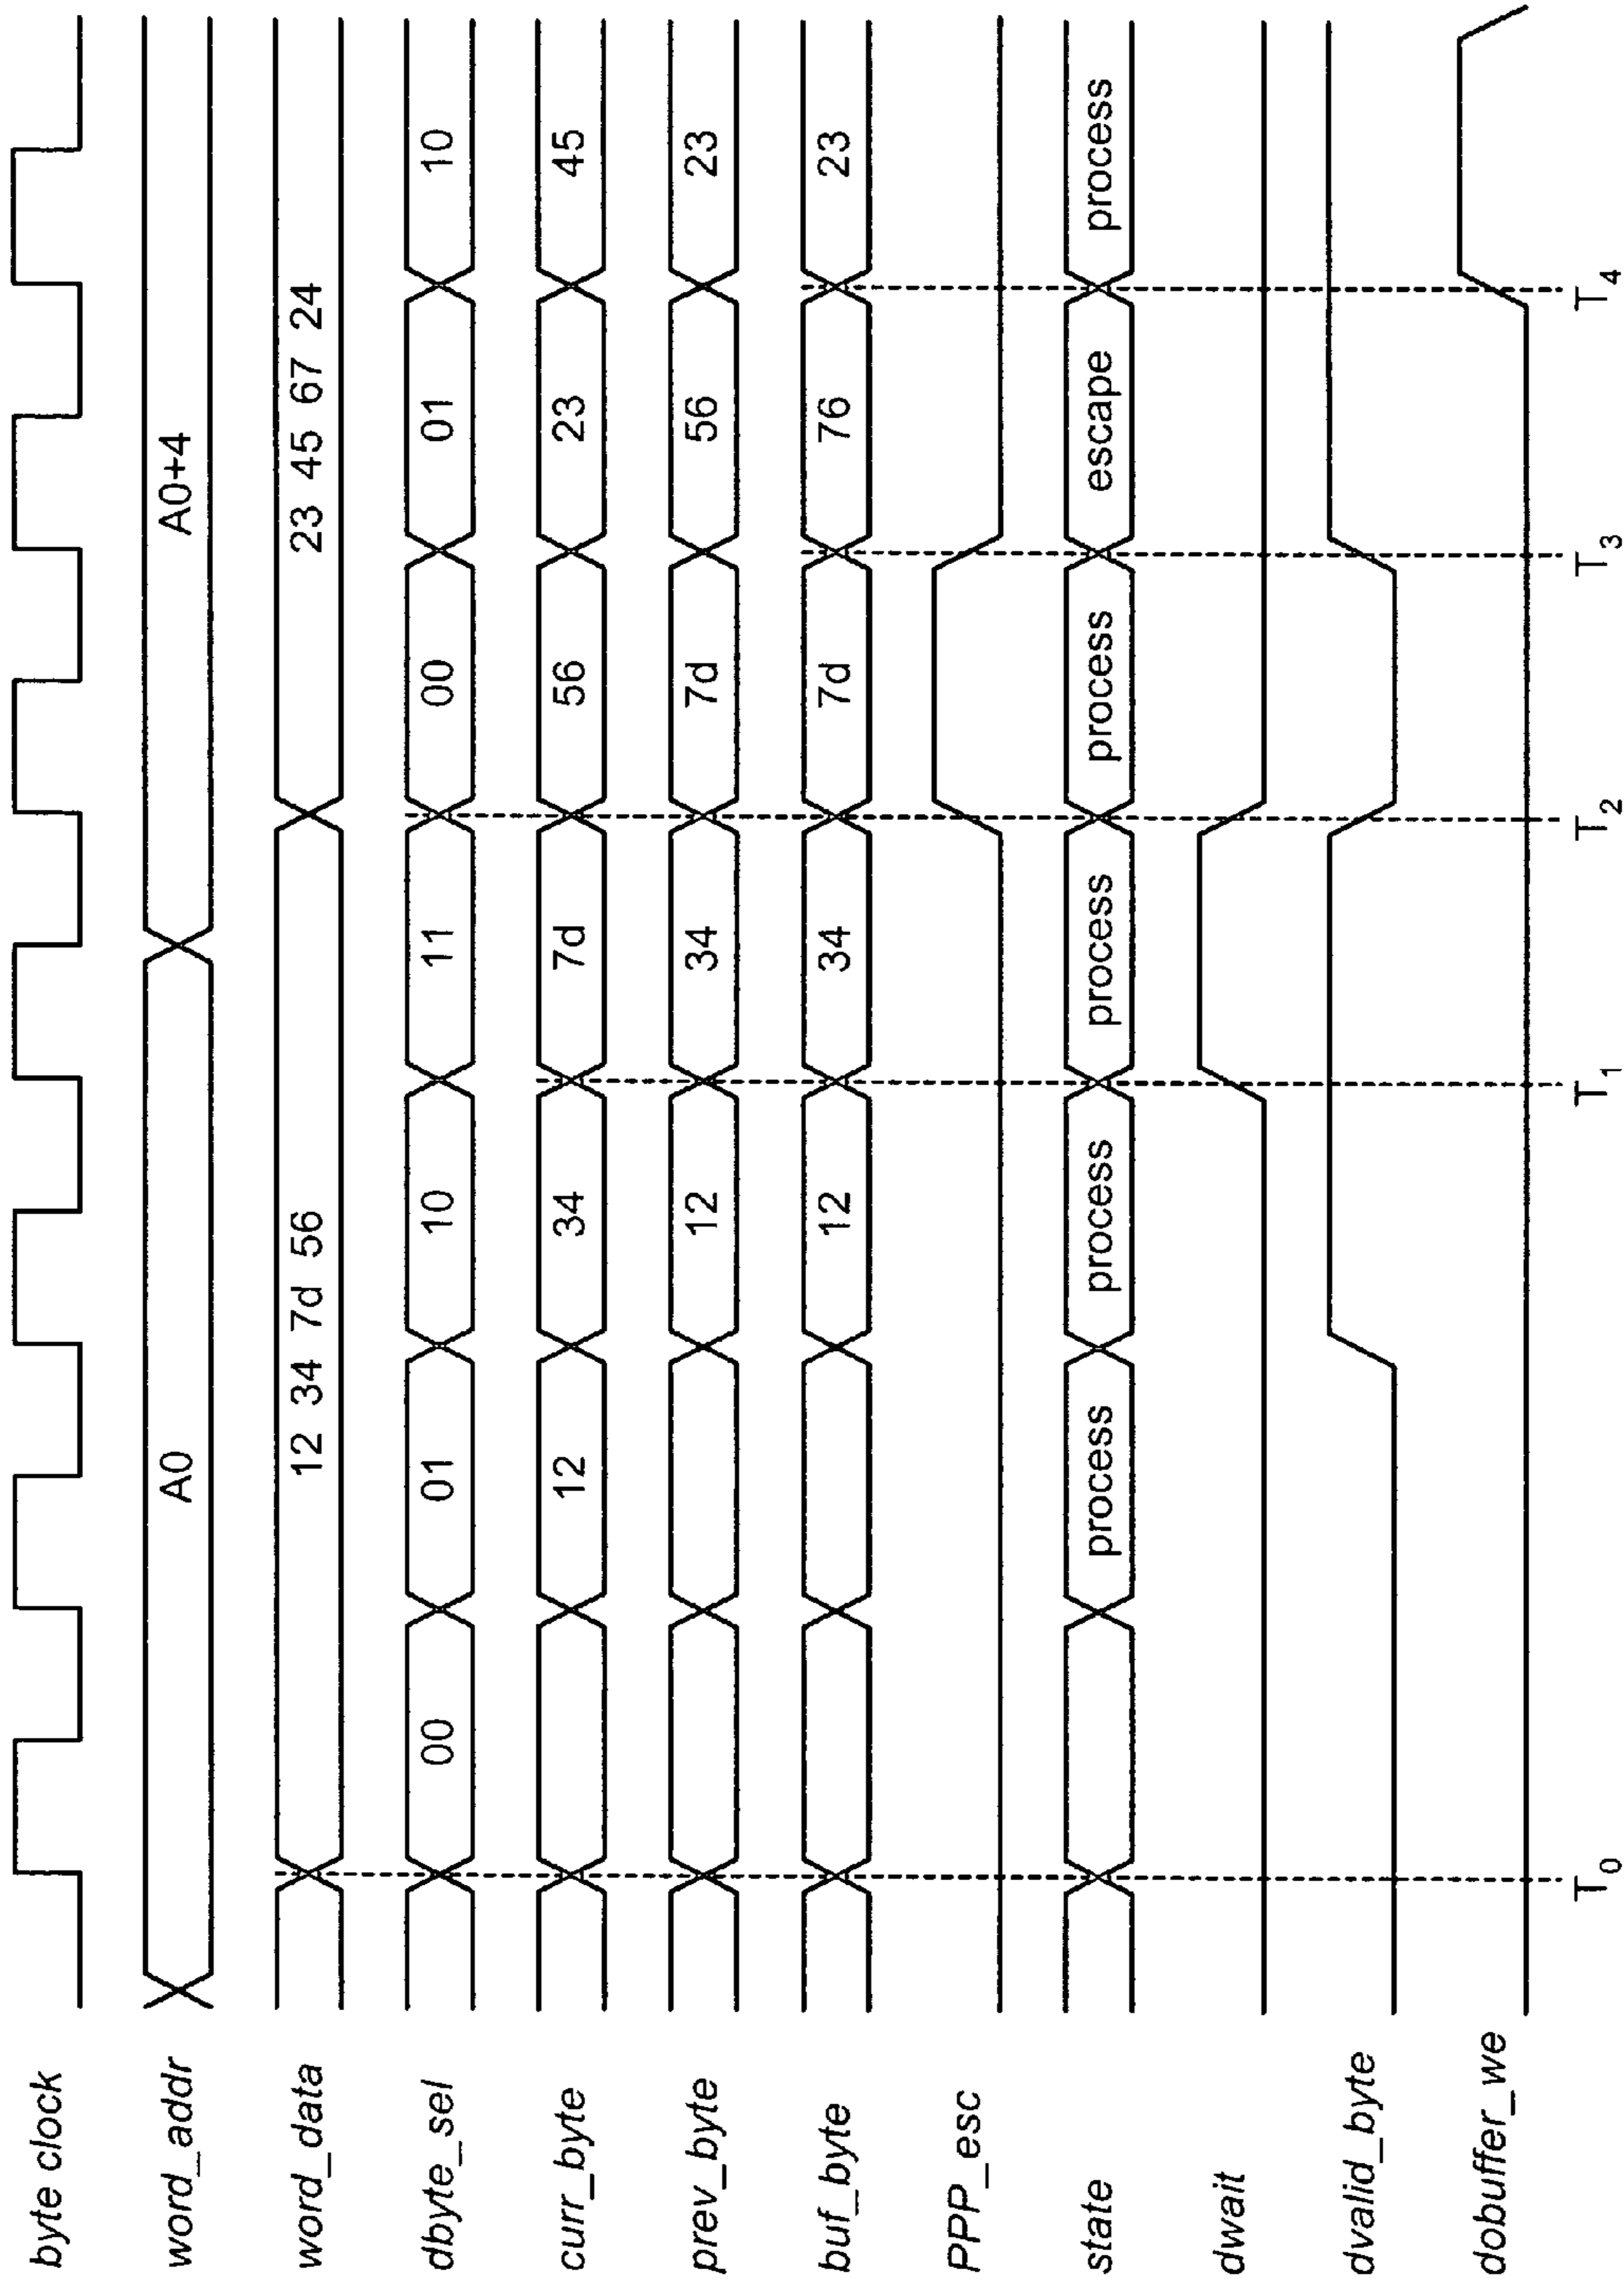 byte clock
word_addr A0 A0+4
word_data 12 34 7d 56 23 45 67 24
dbyte_sel 00 01 10 11 00 01 10
curr_byte 12 34 7d 56 23 45
prev_byte 12 34 7d 56 23
buf_byte 12 34 7d 76 23
PPP_esc
state process process process process escape process
dwait
dvalid_byte
dobuffer_we
T0 T1 T2 T3 T4